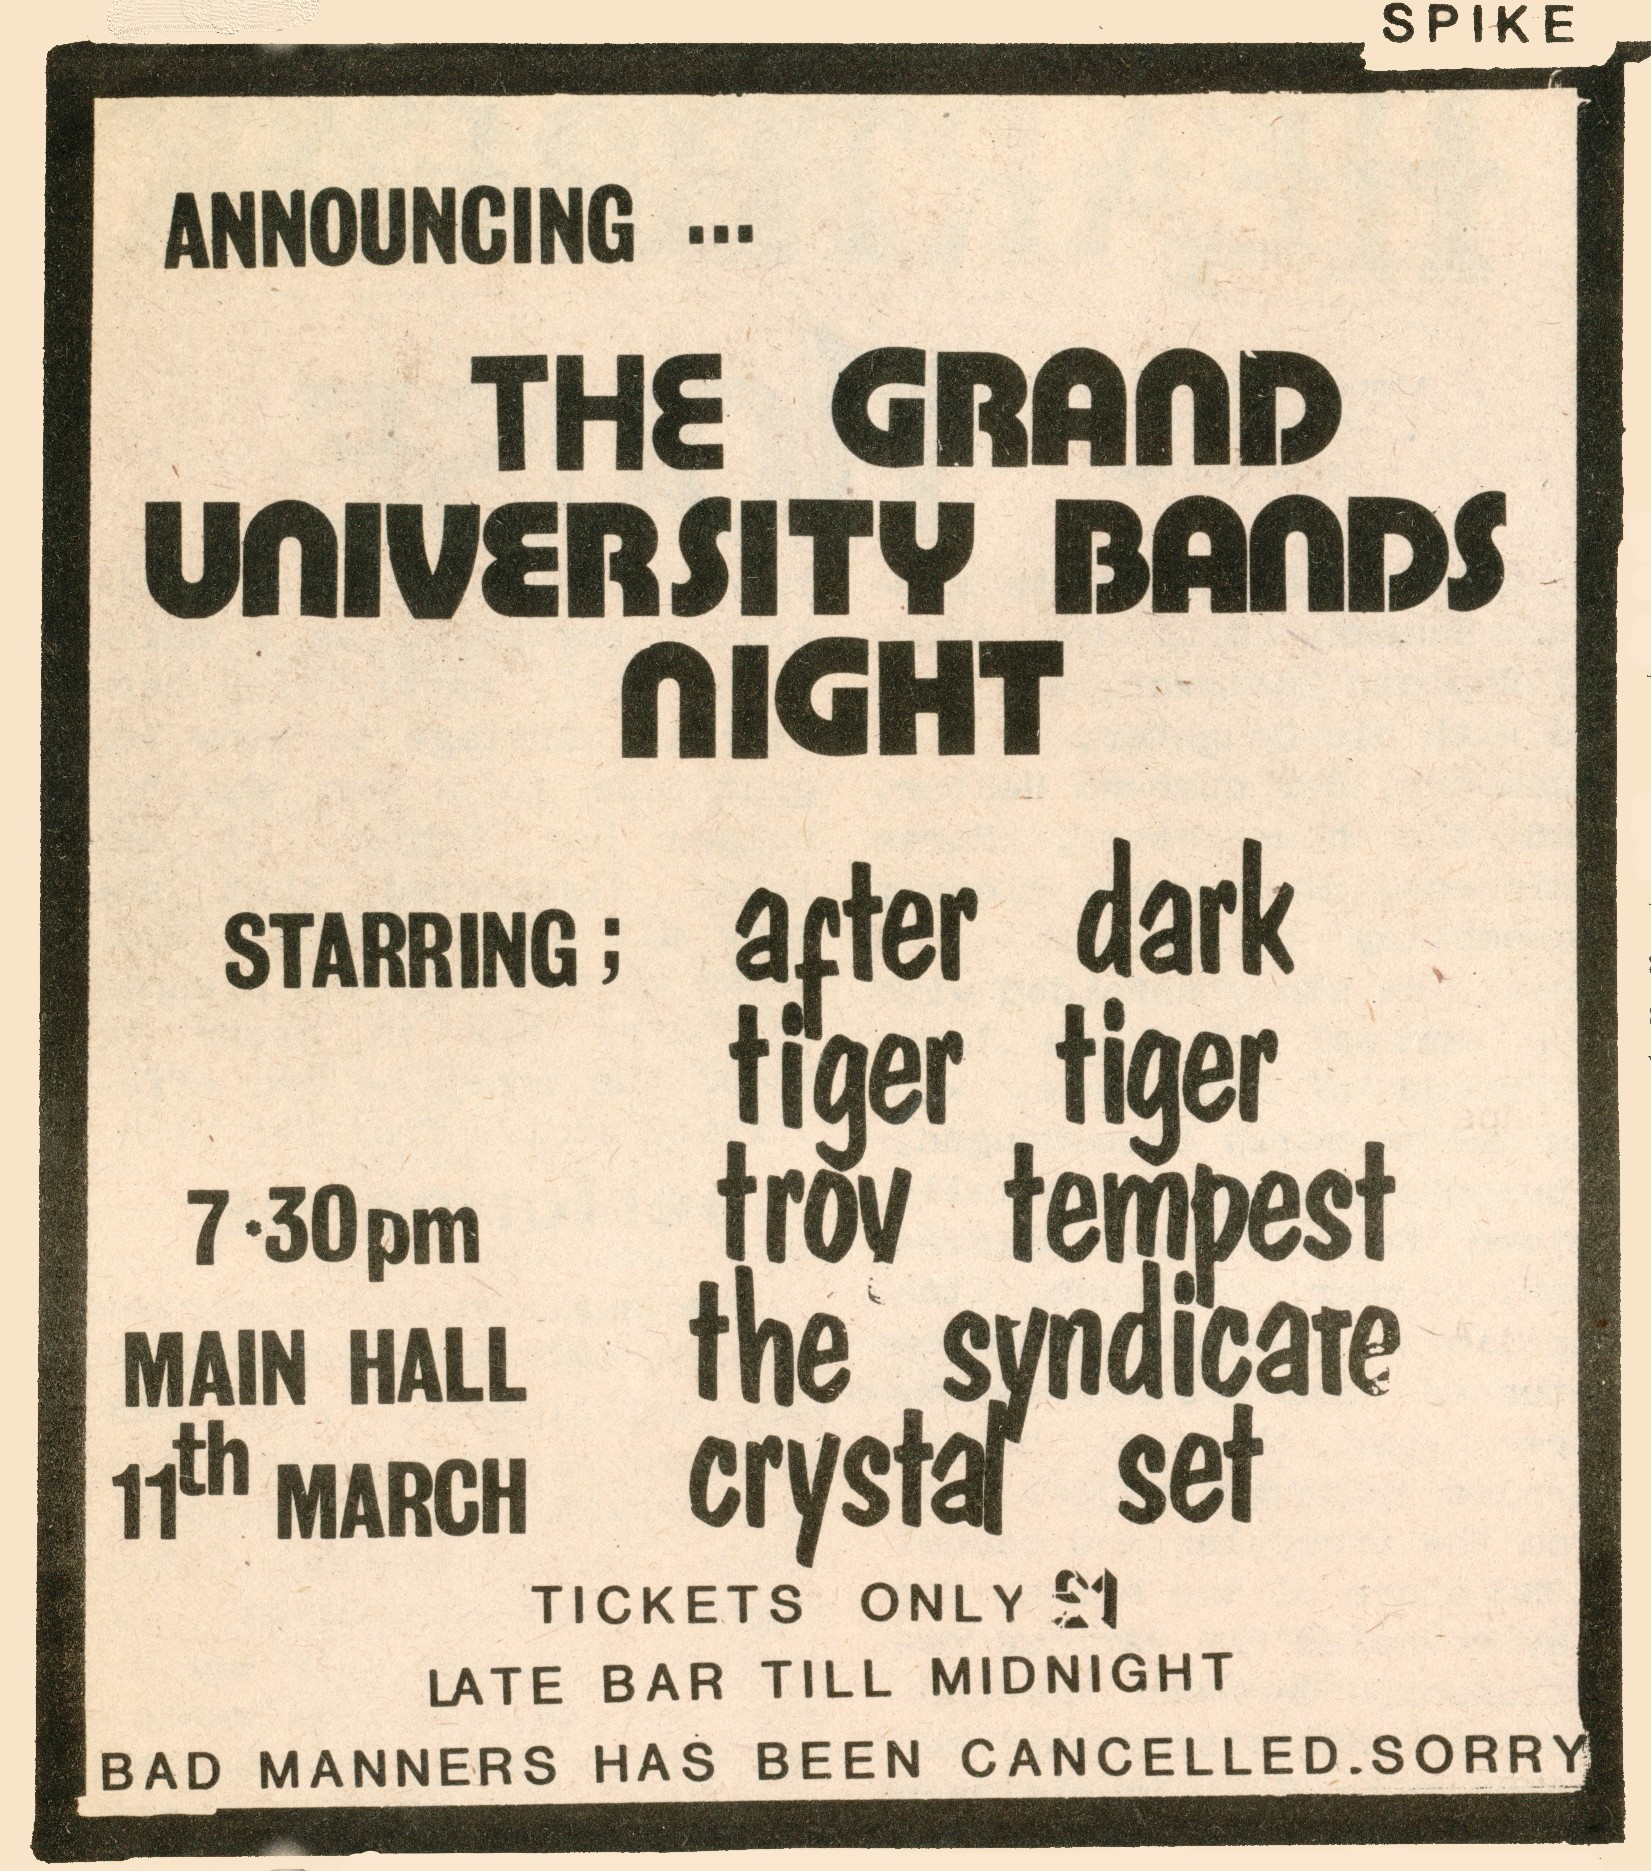 SPIKE
ANNOUNCING ...
THE GRAND
UNIVERSITY BANDS
NIGHT
STARRING ; after dark
tiger tiger
7·30pm trov tempest
MAIN HALL the syndicate
11th MARCH crystal set
TICKETS ONLY £1
LATE BAR TILL MIDNIGHT
BAD MANNERS HAS BEEN CANCELLED.SORRY